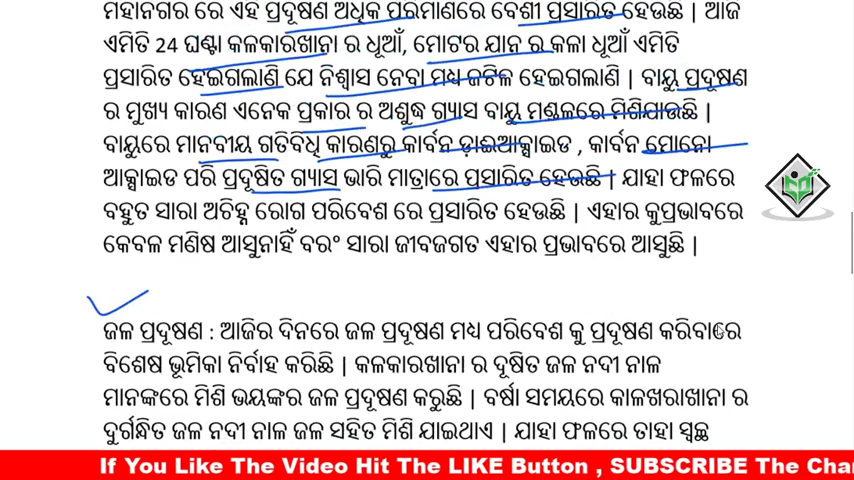 ମହାନଗର ରେ ଏହି ପ୍ରଦୂଷଣ ଅଧିକ ପରିମାଣରେ ବେଶୀ ପ୍ରସାରିତ ହେଉଛି | ଆଜି
ଏମିତି 24 ଘଣ୍ଟା କଳକାରଖାନା ର ଧୂଆଁ, ମୋଟର ଯାନ ର କଳା ଧୂଆଁ ଏମିତି
ପ୍ରସାରିତ ହେଇଗଲାଣି ଯେ ନିଶ୍ୱାସ ନେବା ମଧ୍ୟ ଜଟିଳ ହେଇଗଲାଣି | ବାୟୁ ପ୍ରଦୂଷଣ
ର ମୁଖ୍ୟ କାରଣ ଏନେକ ପ୍ରକାର ର ଅଶୁଦ୍ଧ ଗ୍ୟାସ ବାୟୁ ମଣ୍ଡଳରେ ମିଶିଯାଉଛି |
ବାୟୁରେ ମାନବୀୟ ଗତିବିଧି କାରଣରୁ କାର୍ବନ ଡ଼ାଇଆକ୍ସାଇଡ , କାର୍ବନ ମୋନୋ
ଆକ୍ସାଇଡ ପରି ପ୍ରଦୂଷିତ ଗ୍ୟାସ ଭାରି ମାତ୍ରାରେ ପ୍ରସାରିତ ହେଉଛି | ଯାହା ଫଳରେ
ବହୁତ ସାରା ଅଚିହ୍ନ ରୋଗ ପରିବେଶ ରେ ପ୍ରସାରିତ ହେଉଛି | ଏହାର କୁପ୍ରଭାବରେ
କେବଳ ମଣିଷ ଆସୁନାହିଁ ବରଂ ସାରା ଜୀବଜଗତ ଏହାର ପ୍ରଭାବରେ ଆସୁଛି |
ଜଳ ପ୍ରଦୂଷଣ : ଆଜିର ଦିନରେ ଜଳ ପ୍ରଦୂଷଣ ମଧ୍ୟ ପରିବେଶ କୁ ପ୍ରଦୂଷଣ କରିବାରେ
ବିଶେଷ ଭୂମିକା ନିର୍ବାହ କରିଛି | କଳକାରଖାନା ର ଦୂଷିତ ଜଳ ନଦୀ ନାଳ
ମାନଙ୍କରେ ମିଶି ଭୟଙ୍କର ଜଳ ପ୍ରଦୂଷଣ କରୁଛି | ବର୍ଷା ସମୟରେ କାଳଖରାଖାନା ର
ଦୁର୍ଗନ୍ଧିତ ଜଳ ନଦୀ ନାଳ ଜଳ ସହିତ ମିଶି ଯାଇଥାଏ | ଯାହା ଫଳରେ ତାହା ସ୍ୱଚ୍ଛ
If You Like The Video Hit The LIKE Button , SUBSCRIBE The Cha